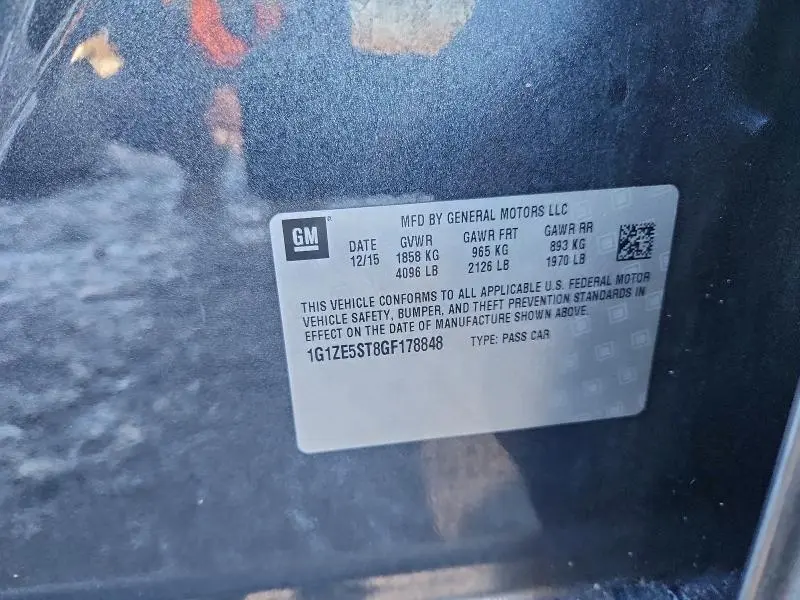 GM
MFD BY GENERAL MOTORS LLC
DATE GVWR GAWR FRT GAWR RR
12/15 1858 KG 965 KG 893 KG
4096 LB 2126 LB 1970 LB
THIS VEHICLE CONFORMS TO ALL APPLICABLE U.S. FEDERAL MOTOR
VEHICLE SAFETY, BUMPER, AND THEFT PREVENTION STANDARDS IN
EFFECT ON THE DATE OF MANUFACTURE SHOWN ABOVE.
1G1ZE5ST8GF178848 TYPE: PASS CAR